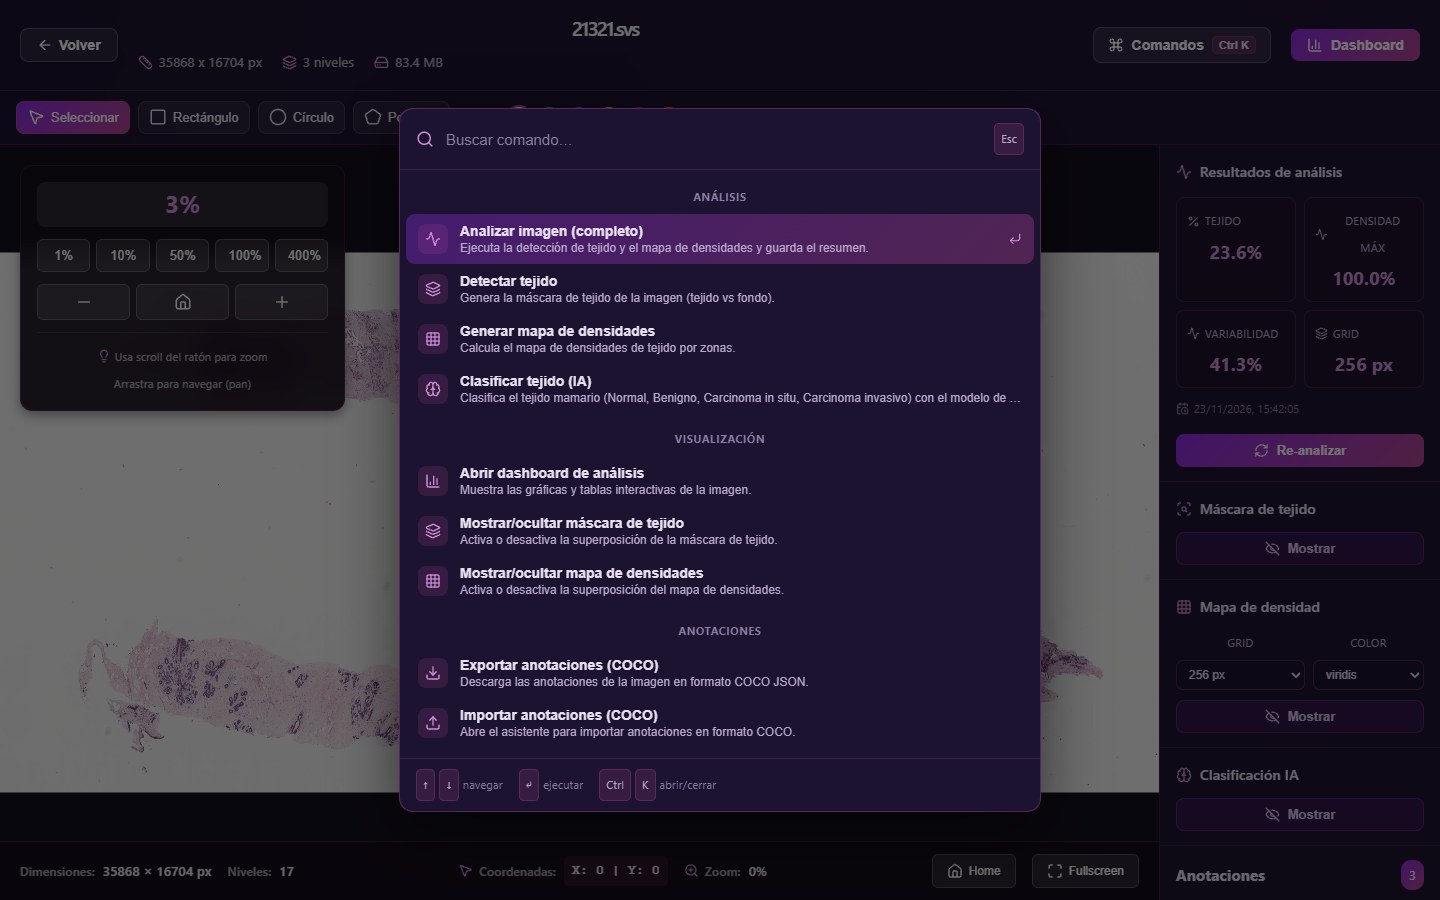 21321.svs
Volver
35868 x 16704 px
3 niveles
83.4 MB
Comandos
Ctrl K
Dashboard
Seleccionar
Rectángulo
Círculo
Buscar comando...
Esc
ANÁLISIS
Analizar imagen (completo)
Ejecuta la detección de tejido y el mapa de densidades y guarda el resumen.
Detectar tejido
Genera la máscara de tejido de la imagen (tejido vs fondo).
Generar mapa de densidades
Calcula el mapa de densidades de tejido por zonas.
Clasificar tejido (IA)
Clasifica el tejido mamario (Normal, Benigno, Carcinoma in situ, Carcinoma invasivo) con el modelo de ...
VISUALIZACIÓN
Abrir dashboard de análisis
Muestra las gráficas y tablas interactivas de la imagen.
Mostrar/ocultar máscara de tejido
Activa o desactiva la superposición de la máscara de tejido.
Mostrar/ocultar mapa de densidades
Activa o desactiva la superposición del mapa de densidades.
ANOTACIONES
Exportar anotaciones (COCO)
Descarga las anotaciones de la imagen en formato COCO JSON.
Importar anotaciones (COCO)
Abre el asistente para importar anotaciones en formato COCO.
↑ ↓ navegar
↵ ejecutar
Ctrl K abrir/cerrar
3%
1%
10%
50%
100%
400%
Usa scroll del ratón para zoom
Arrastra para navegar (pan)
Resultados de análisis
TEJIDO
23.6%
DENSIDAD
MÁX
100.0%
VARIABILIDAD
41.3%
GRID
256 px
23/11/2026, 15:42:05
Re-analizar
Máscara de tejido
Mostrar
Mapa de densidad
GRID
COLOR
256 px
viridis
Mostrar
Clasificación IA
Mostrar
Anotaciones
3
Dimensiones: 35868 × 16704 px
Niveles: 17
Coordenadas: X: 0 | Y: 0
Zoom: 0%
Home
Fullscreen